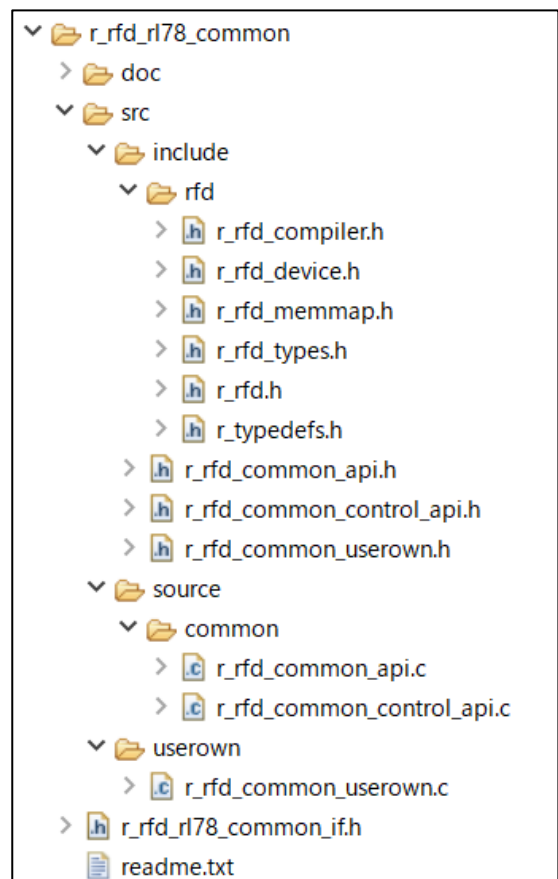 r_rfd_rl78_common
doc
src
include
rfd
r_rfd_compiler.h
r_rfd_device.h
r_rfd_memmap.h
r_rfd_types.h
r_rfd.h
r_typedefs.h
r_rfd_common_api.h
r_rfd_common_control_api.h
r_rfd_common_userown.h
source
common
r_rfd_common_api.c
r_rfd_common_control_api.c
userown
r_rfd_common_userown.c
r_rfd_rl78_common_if.h
readme.txt